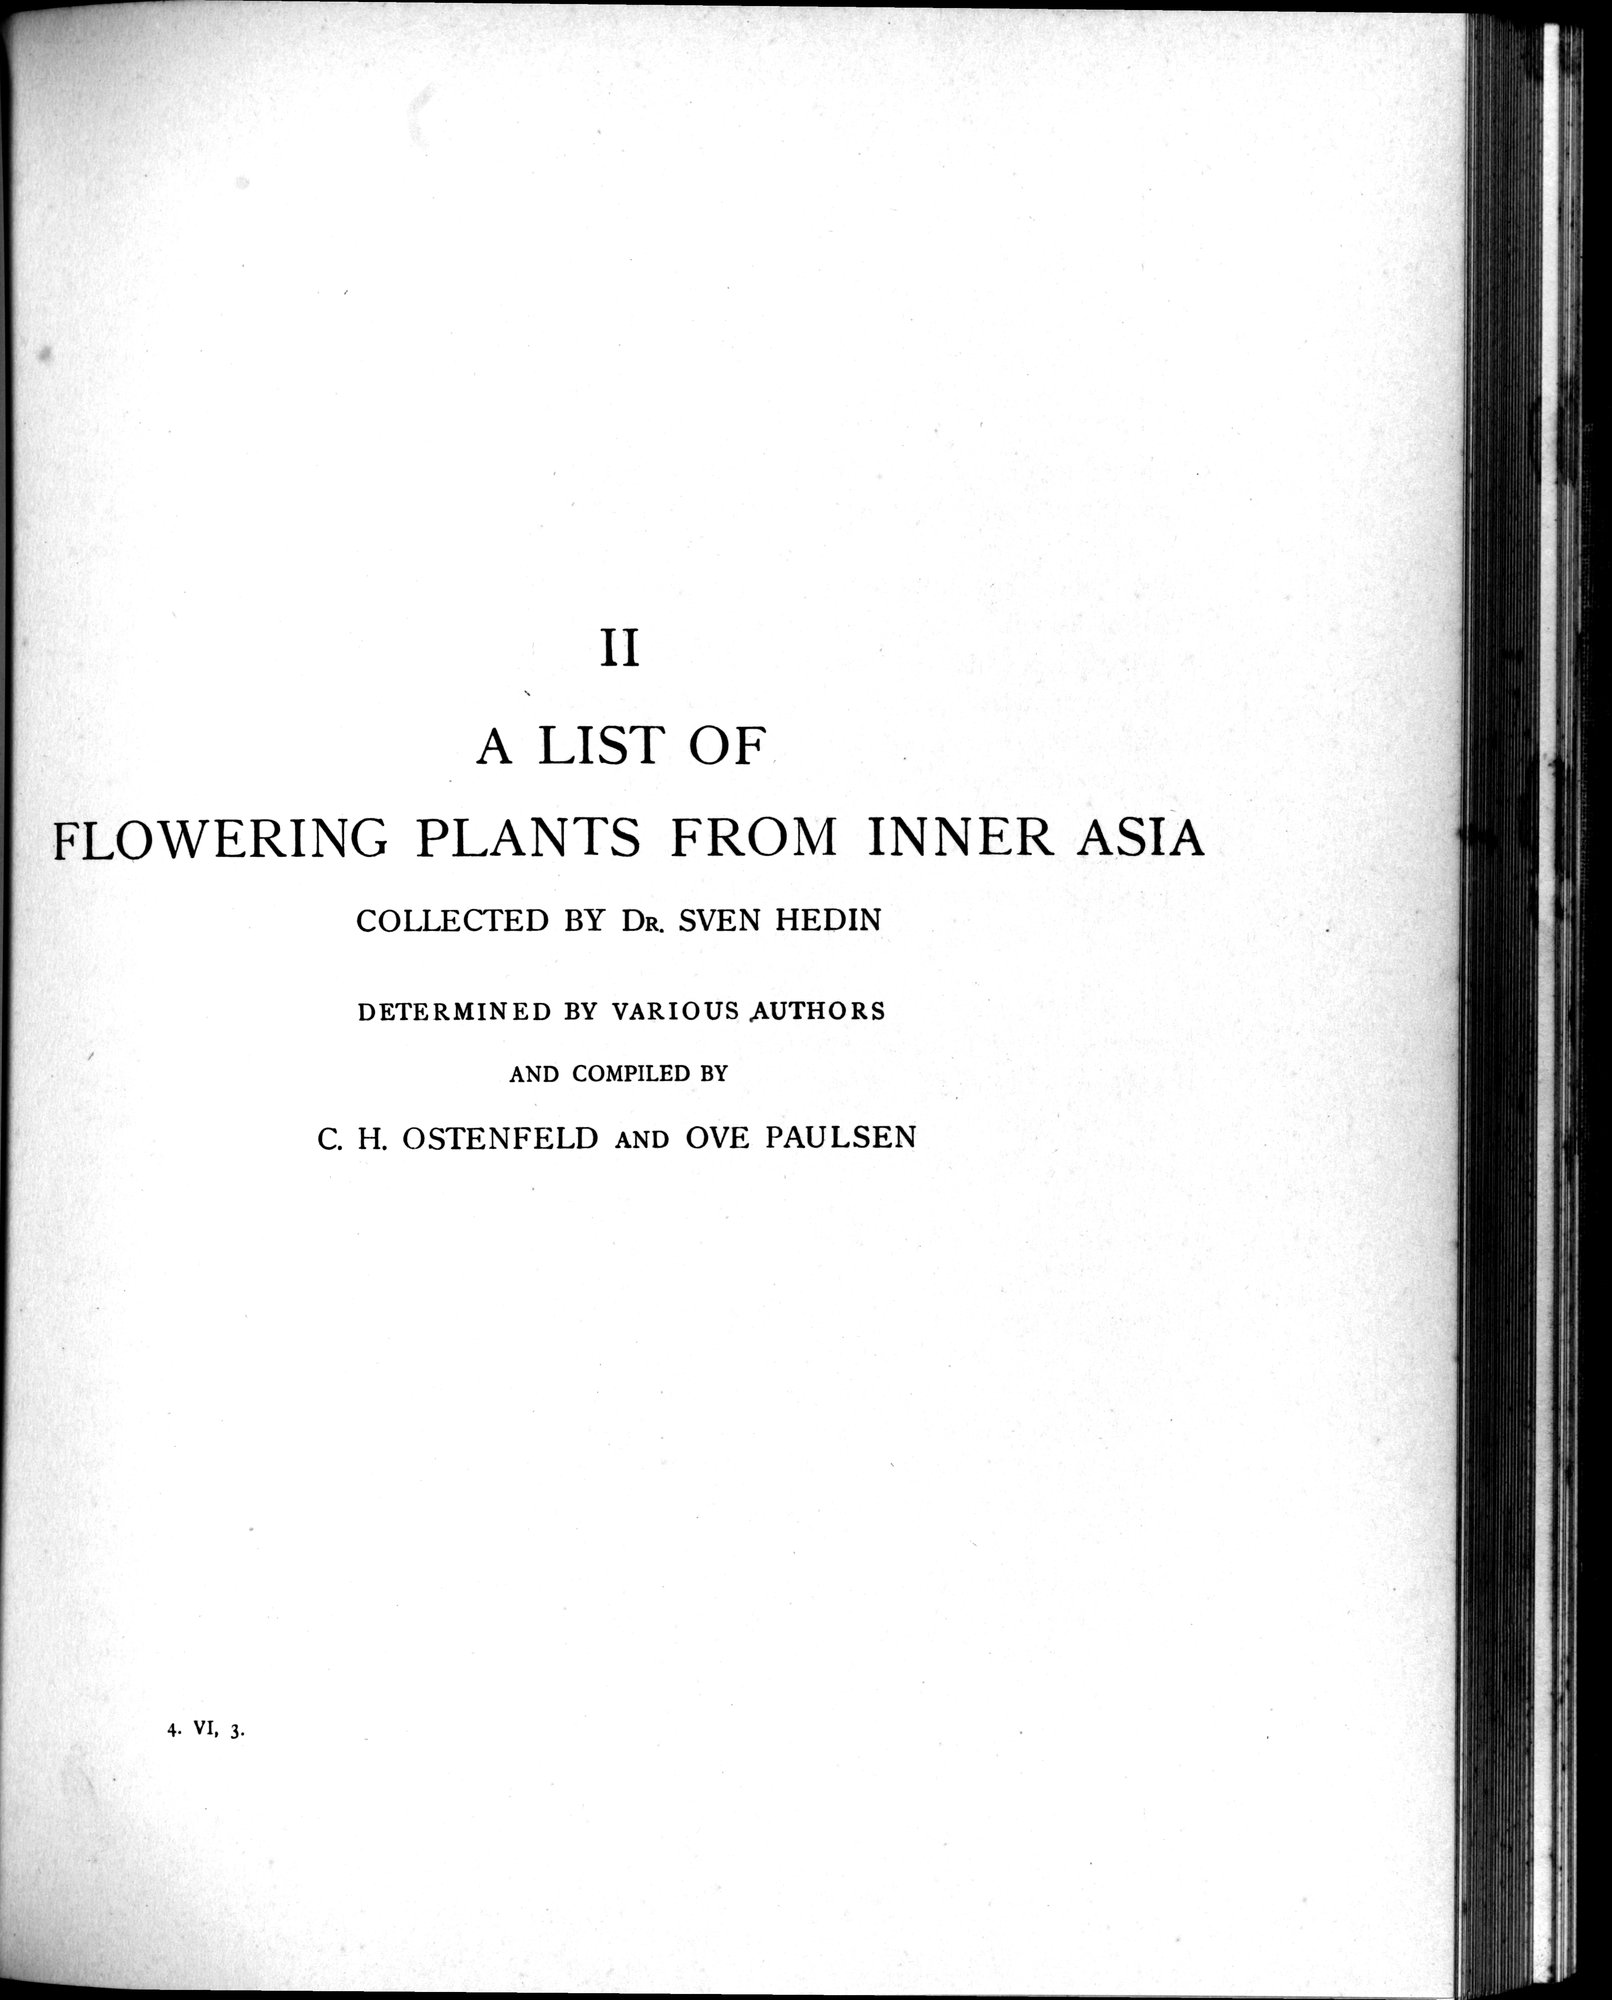 II
A LIST OF
FLOWERING PLANTS FROM INNER ASIA
COLLECTED BY DR. SVEN HEDIN
DETERMINED BY VARIOUS AUTHORS
AND COMPILED BY
C. H. OSTENFELD AND OVE PAULSEN
4. VI, 3.